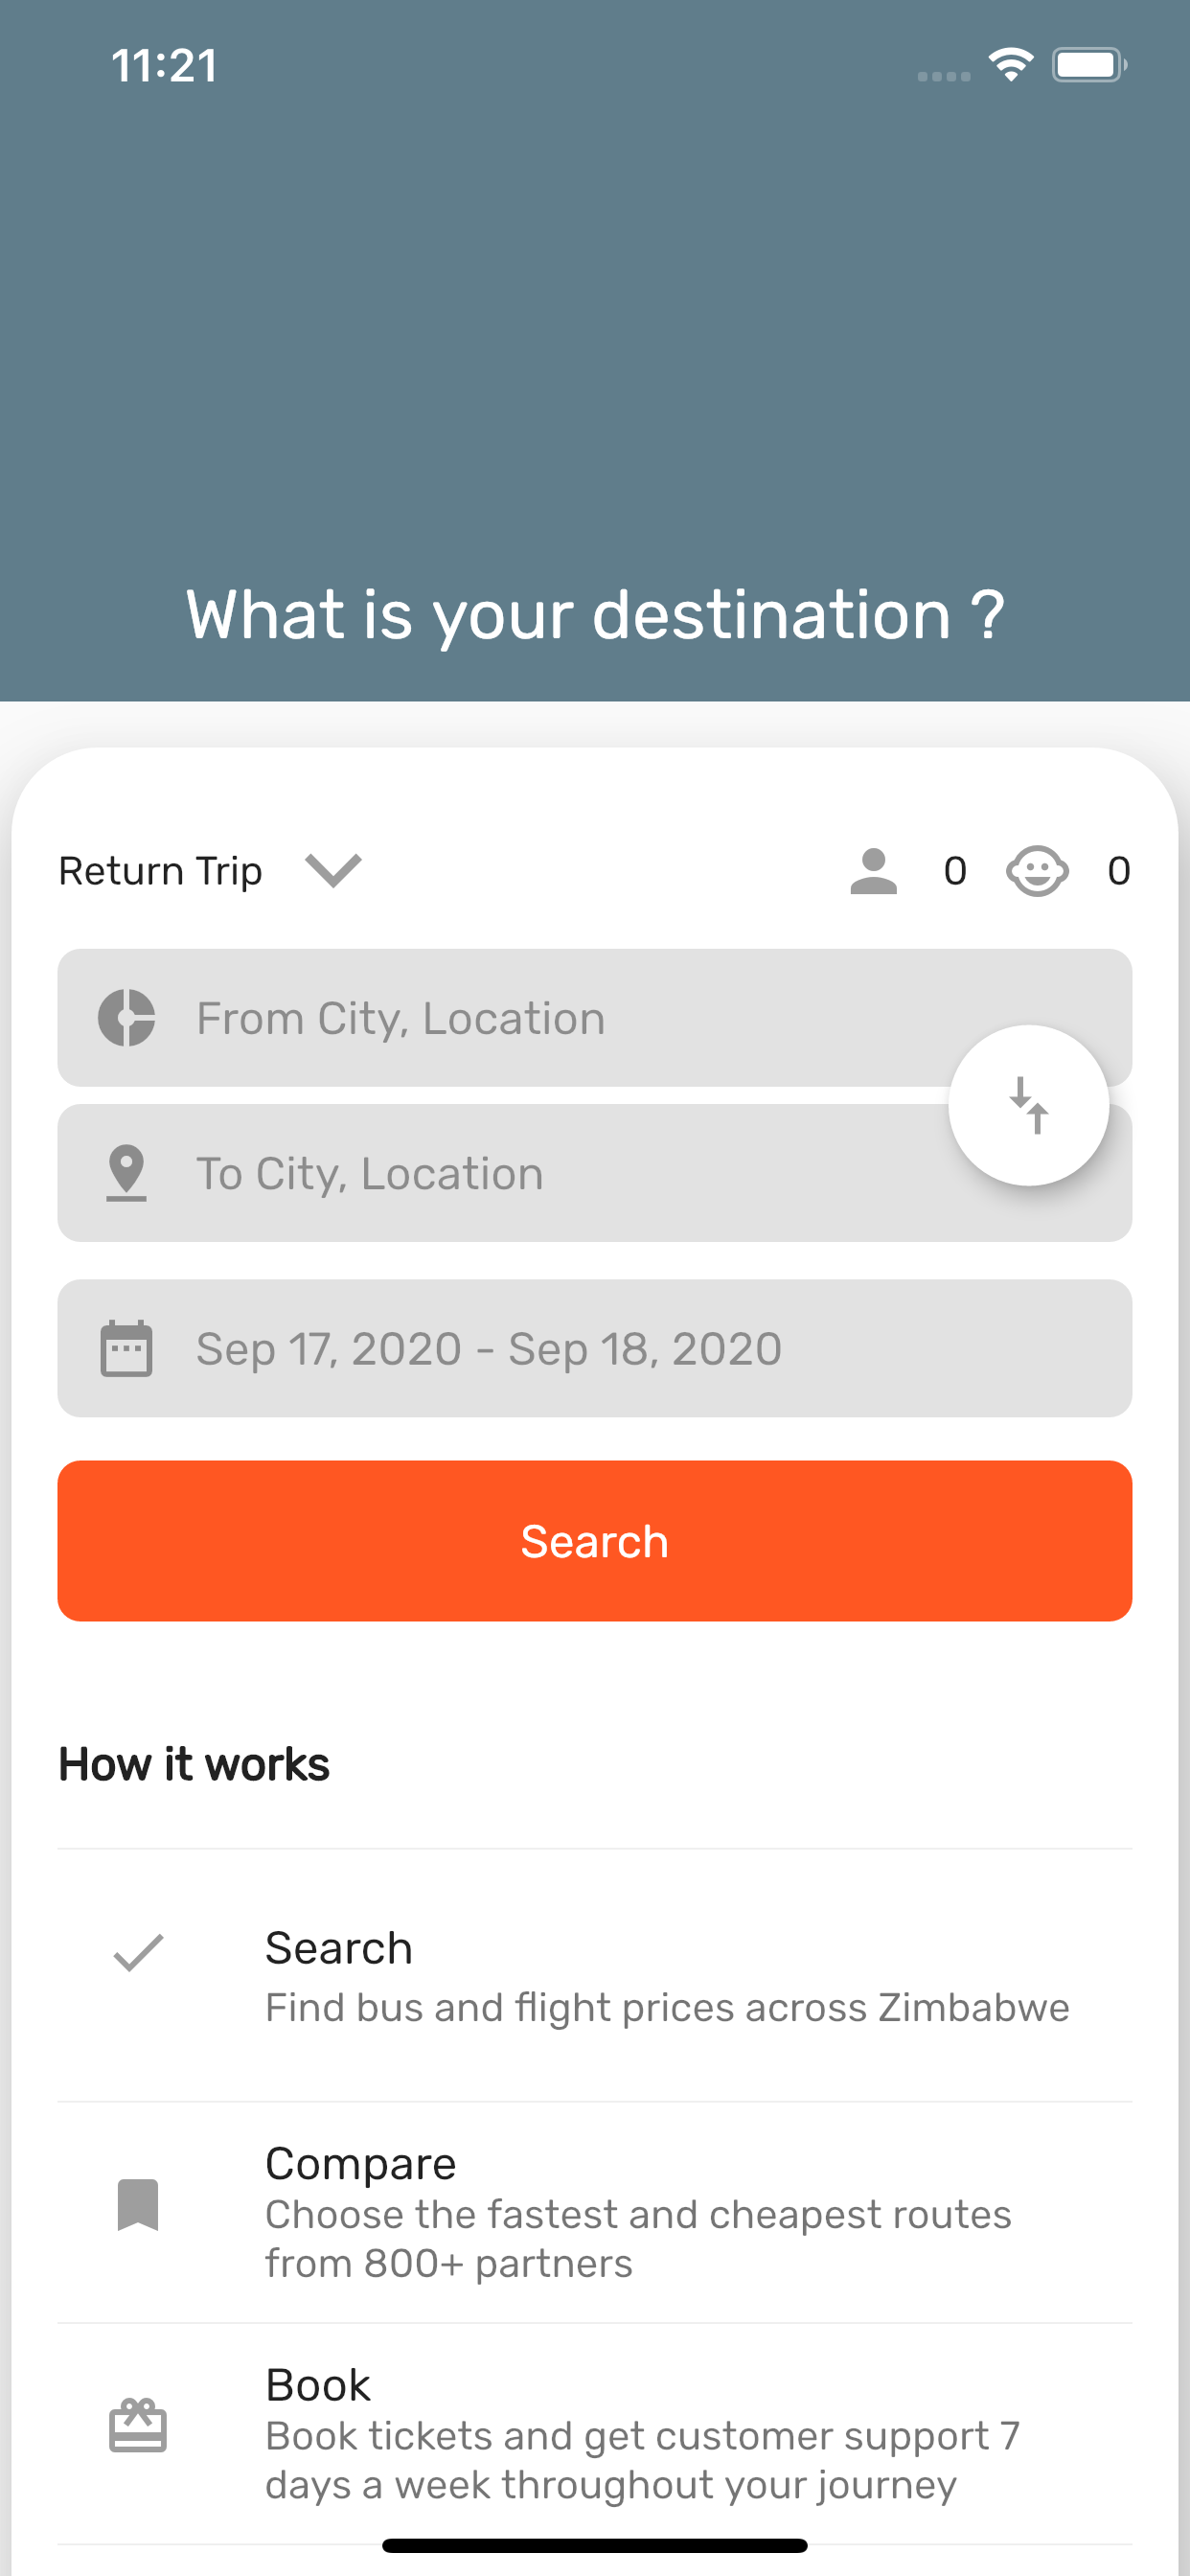 11:21
What is your destination ?
Return Trip 0 0
From City, Location
To City, Location
Sep 17, 2020 - Sep 18, 2020
Search
How it works
Search
Find bus and flight prices across Zimbabwe
Compare
Choose the fastest and cheapest routes
from 800+ partners
Book
Book tickets and get customer support 7
days a week throughout your journey